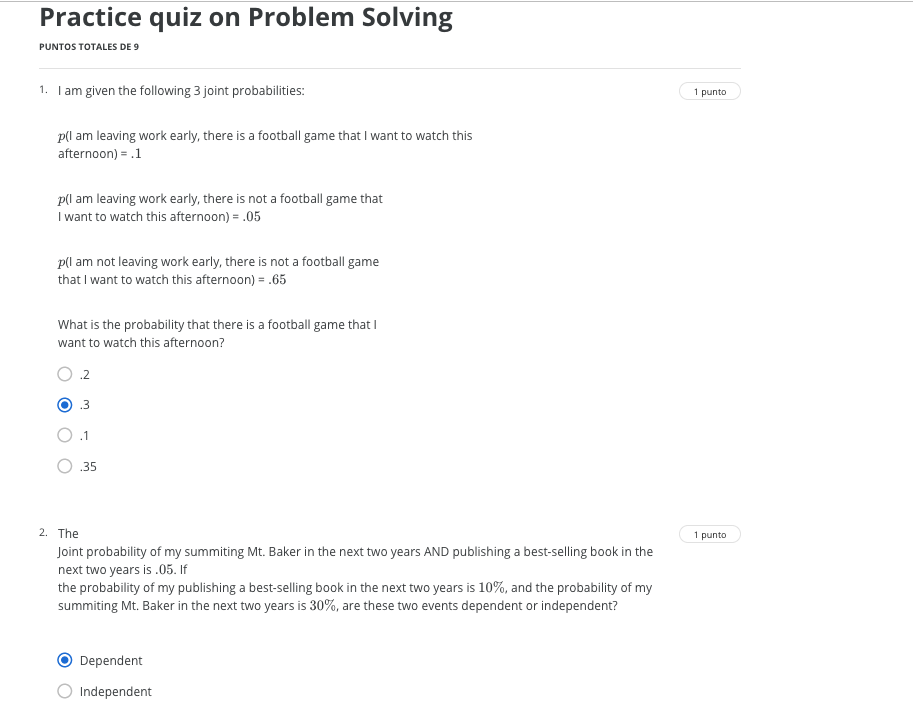 Practice quiz on Problem Solving
PUNTOS TOTALES DE 9
1. I am given the following 3 joint probabilities:
1 punto
p(I am leaving work early, there is a football game that I want to watch this
afternoon) = .1
p(I am leaving work early, there is not a football game that
I want to watch this afternoon) = .05
p(I am not leaving work early, there is not a football game
that I want to watch this afternoon) = .65
What is the probability that there is a football game that I
want to watch this afternoon?
.2
.3
.1
.35
2. The
1 punto
Joint probability of my summiting Mt. Baker in the next two years AND publishing a best-selling book in the
next two years is .05. If
the probability of my publishing a best-selling book in the next two years is 10%, and the probability of my
summiting Mt. Baker in the next two years is 30%, are these two events dependent or independent?
Dependent
Independent